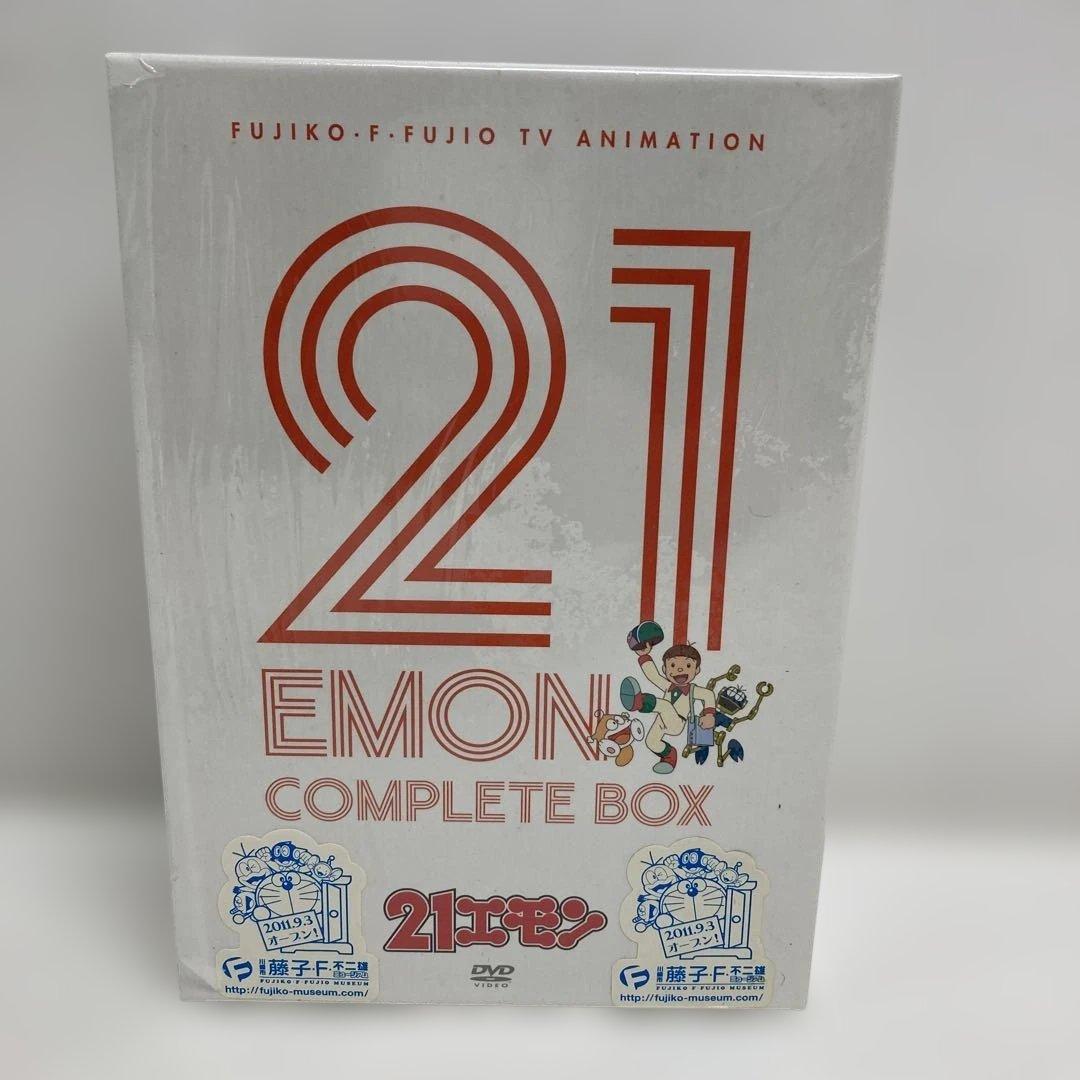 FUJIKO・F・FUJIO TV ANIMATION
21
EMON
COMPLETE BOX
21エモン
DVD
VIDEO
2011.9.3
オープン!
川崎市
藤子・F・不二雄
ミュージアム
FUJIKO・F・FUJIO MUSEUM
http://fujiko-museum.com/
2011.9.3
オープン!
川崎市
藤子・F・不二雄
ミュージアム
FUJIKO・F・FUJIO MUSEUM
http://fujiko-museum.com/